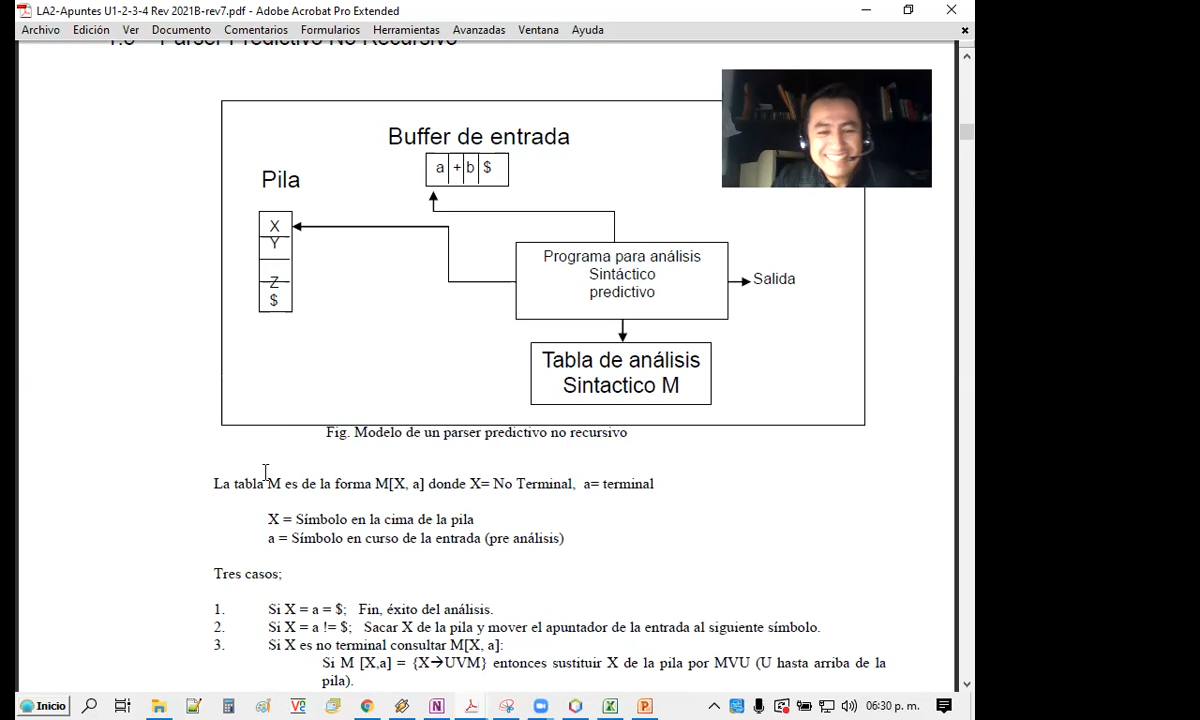 LA2-Apuntes U1-2-3-4 Rev 2021B-rev7.pdf - Adobe Acrobat Pro Extended
Archivo Edición Ver Documento Comentarios Formularios Avanzadas Ventana Ayuda
Parser Predictivo No Recursivo
Buffer de entrada
a + b $
Pila
X
Y
Z
$
Programa para análisis
Sintáctico
predictivo
Salida
Tabla de análisis
Sintactico M
Fig. Modelo de un parser predictivo no recursivo
La tabla M es de la forma M[X, a] donde X= No Terminal, a= terminal
X = Símbolo en la cima de la pila
a = Símbolo en curso de la entrada (pre análisis)
Tres casos;
1. Si X = a = $; Fin, éxito del análisis.
2. Si X = a != $; Sacar X de la pila y mover el apuntador de la entrada al siguiente símbolo.
3. Si X es no terminal consultar M[X, a]:
Si M [X,a] = {X→UVM} entonces sustituir X de la pila por MVU (U hasta arriba de la
pila).
Inicio
06:30 p. m.